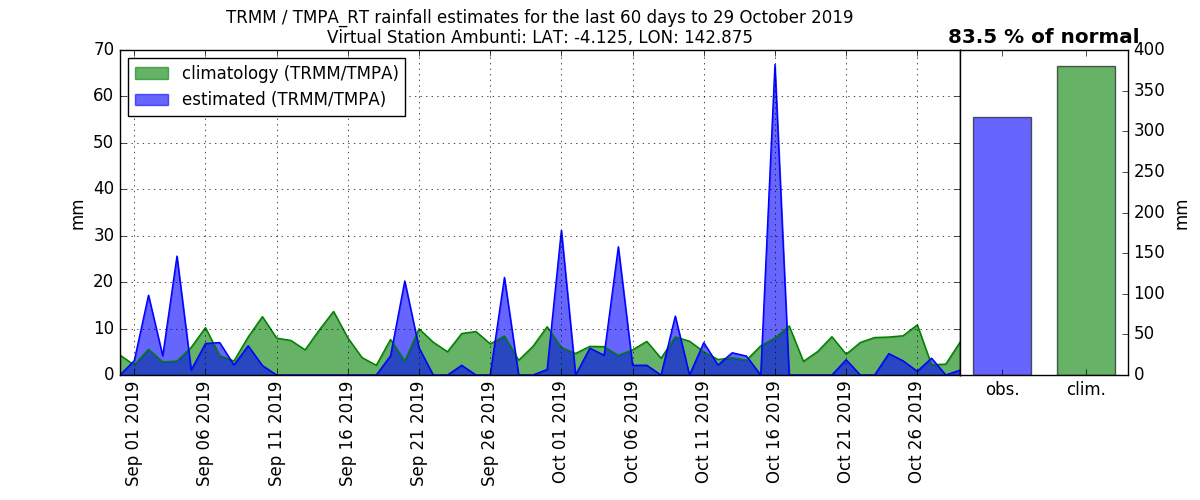 TRMM / TMPA_RT rainfall estimates for the last 60 days to 29 October 2019
Virtual Station Ambunti: LAT: -4.125, LON: 142.875
83.5 % of normal
climatology (TRMM/TMPA)
estimated (TRMM/TMPA)
70
60
50
40
30
20
10
0
mm
Sep 01 2019
Sep 06 2019
Sep 11 2019
Sep 16 2019
Sep 21 2019
Sep 26 2019
Oct 01 2019
Oct 06 2019
Oct 11 2019
Oct 16 2019
Oct 21 2019
Oct 26 2019
obs.
clim.
400
350
300
250
200
150
100
50
0
mm